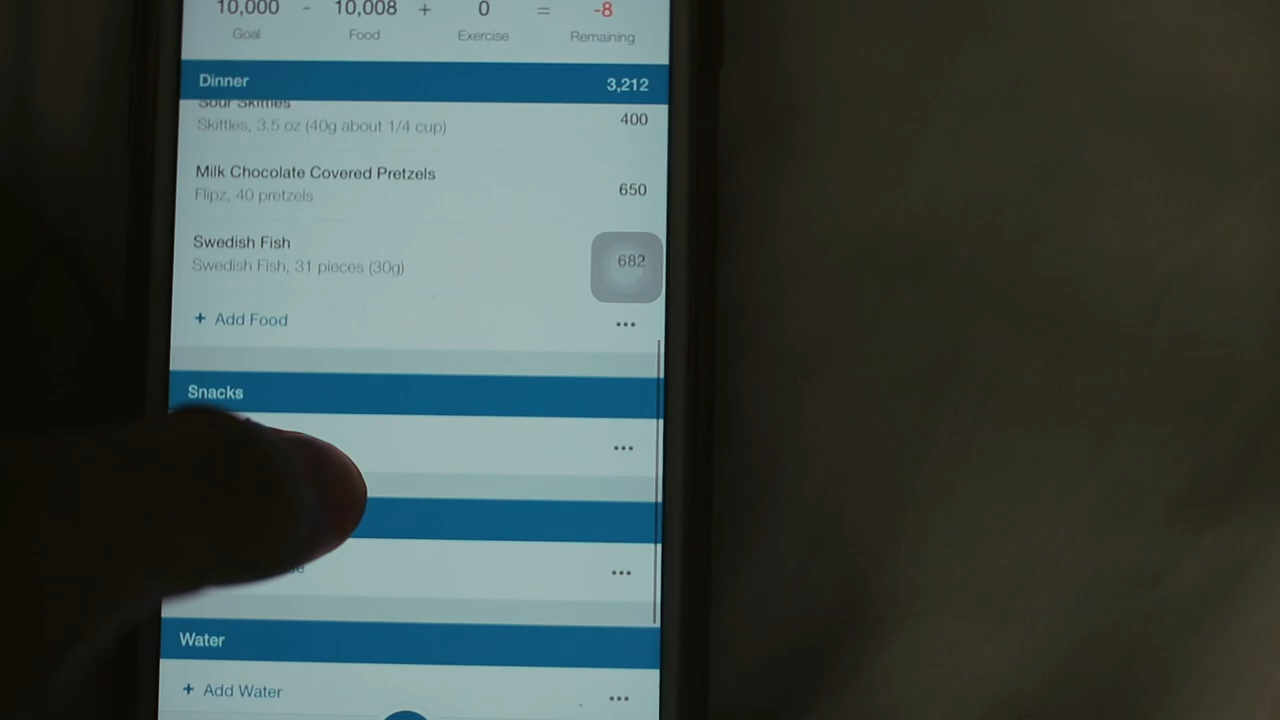 10,000 - 10,008 + 0 = -8
Goal Food Exercise Remaining
Dinner 3,212
Sour Skittles 400
Skittles, 3.5 oz (40g about 1/4 cup)
Milk Chocolate Covered Pretzels 650
Flipz, 40 pretzels
Swedish Fish 682
Swedish Fish, 31 pieces (30g)
+ Add Food
Snacks
Water
+ Add Water